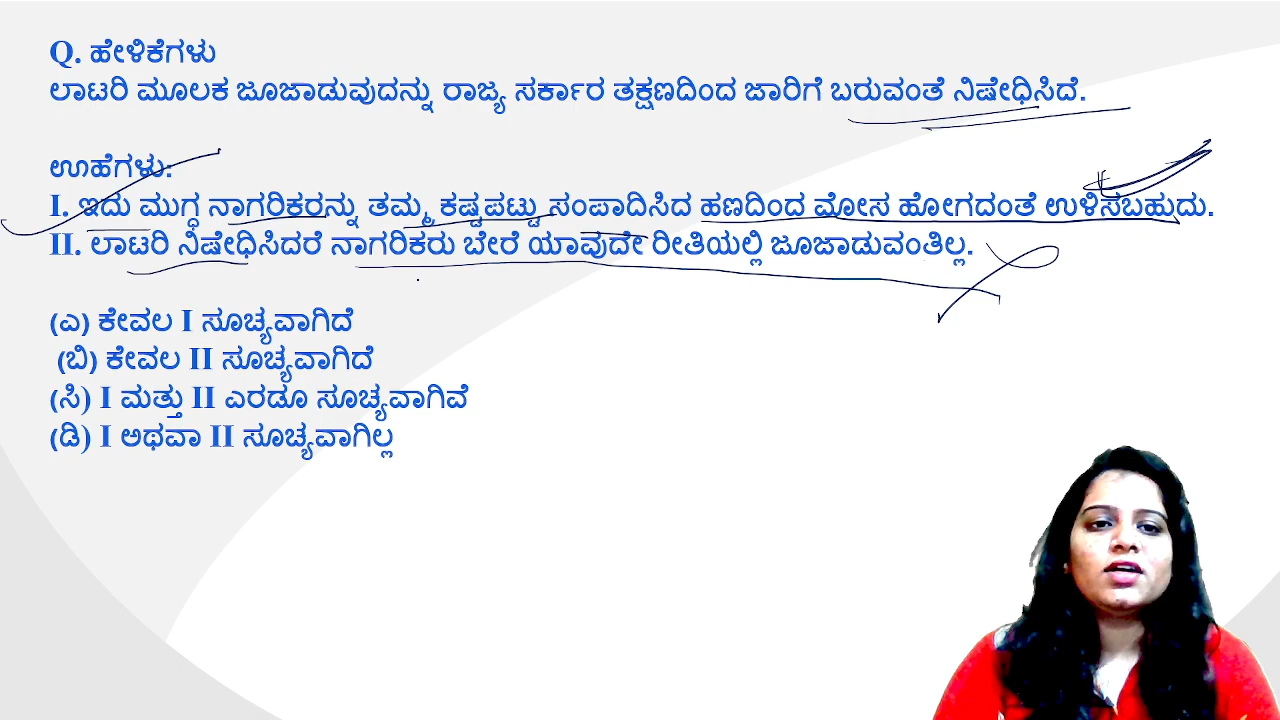 Q. ಹೇಳಿಕೆಗಳು
ಲಾಟರಿ ಮೂಲಕ ಜೂಜಾಡುವುದನ್ನು ರಾಜ್ಯ ಸರ್ಕಾರ ತಕ್ಷಣದಿಂದ ಜಾರಿಗೆ ಬರುವಂತೆ ನಿಷೇಧಿಸಿದೆ.
ಊಹೆಗಳು:
I. ಇದು ಮುಗ್ಧ ನಾಗರಿಕರನ್ನು ತಮ್ಮ ಕಷ್ಟಪಟ್ಟು ಸಂಪಾದಿಸಿದ ಹಣದಿಂದ ಮೋಸ ಹೋಗದಂತೆ ಉಳಿಸಬಹುದು.
II. ಲಾಟರಿ ನಿಷೇಧಿಸಿದರೆ ನಾಗರಿಕರು ಬೇರೆ ಯಾವುದೇ ರೀತಿಯಲ್ಲಿ ಜೂಜಾಡುವಂತಿಲ್ಲ.
(ಎ) ಕೇವಲ I ಸೂಚ್ಯವಾಗಿದೆ
(ಬಿ) ಕೇವಲ II ಸೂಚ್ಯವಾಗಿದೆ
(ಸಿ) I ಮತ್ತು II ಎರಡೂ ಸೂಚ್ಯವಾಗಿವೆ
(ಡಿ) I ಅಥವಾ II ಸೂಚ್ಯವಾಗಿಲ್ಲ